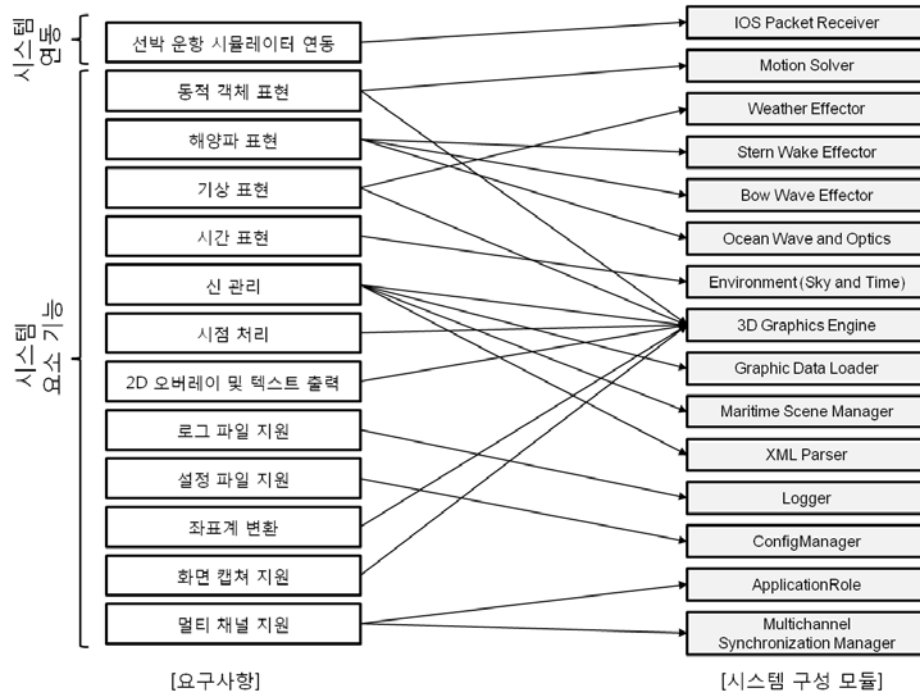 시스템
연동
선박 운항 시뮬레이터 연동
시스템
요소 기능
동적 객체 표현
해양파 표현
기상 표현
시간 표현
신 관리
시점 처리
2D 오버레이 및 텍스트 출력
로그 파일 지원
설정 파일 지원
좌표계 변환
화면 캡쳐 지원
멀티 채널 지원
[요구사항]
IOS Packet Receiver
Motion Solver
Weather Effector
Stern Wake Effector
Bow Wave Effector
Ocean Wave and Optics
Environment (Sky and Time)
3D Graphics Engine
Graphic Data Loader
Maritime Scene Manager
XML Parser
Logger
ConfigManager
ApplicationRole
Multichannel
Synchronization Manager
[시스템 구성 모듈]